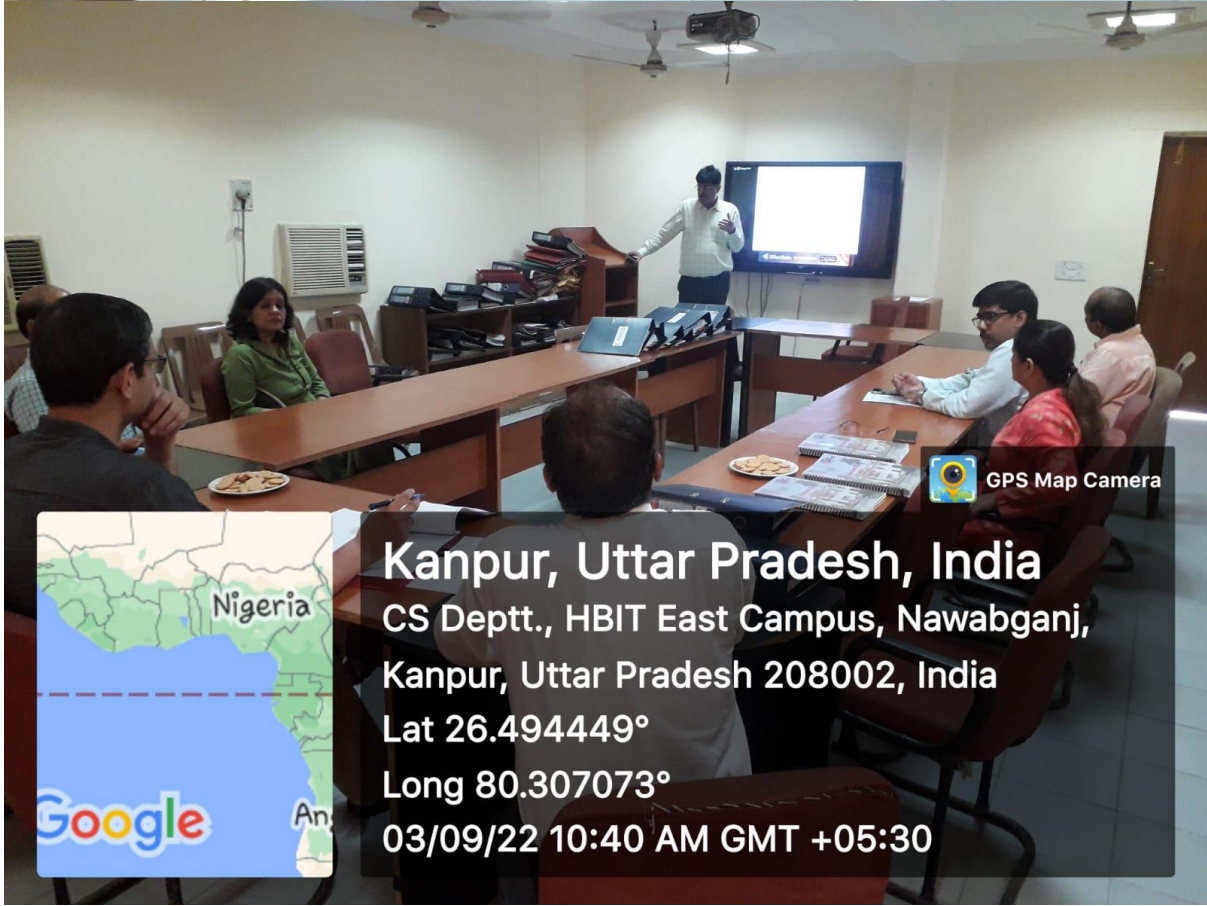 GPS Map Camera
Nigeria
An
Google
Kanpur, Uttar Pradesh, India
CS Deptt., HBIT East Campus, Nawabganj,
Kanpur, Uttar Pradesh 208002, India
Lat 26.494449°
Long 80.307073°
03/09/22 10:40 AM GMT +05:30